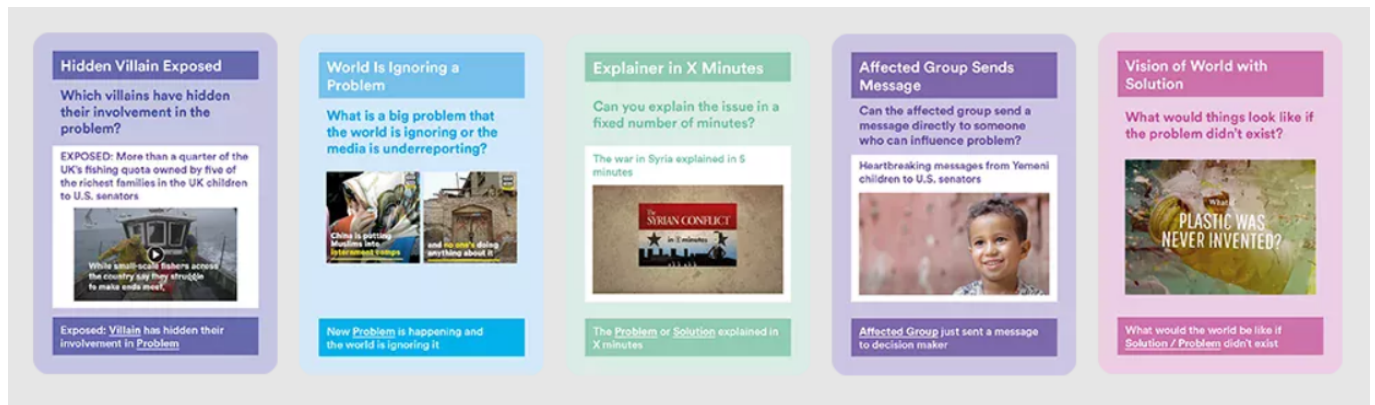 Hidden Villain Exposed
Which villains have hidden
their involvement in the
problem?
EXPOSED: More than a quarter of the
UK's fishing quota owned by five of
the richest families in the UK children
to U.S. senators
While small-scale fishers across
the country say they struggle
to make ends meet,
Exposed: Villain has hidden their
involvement in Problem
World Is Ignoring a
Problem
What is a big problem that
the world is ignoring or the
media is underreporting?
China is putting
Muslims into
internment camps
and no one's doing
anything about it
New Problem is happening and
the world is ignoring it
Explainer in X Minutes
Can you explain the issue in a
fixed number of minutes?
The war in Syria explained in 5
minutes
The
SYRIAN CONFLICT
in minutes
The Problem or Solution explained in
X minutes
Affected Group Sends
Message
Can the affected group send a
message directly to someone
who can influence problem?
Heartbreaking messages from Yemeni
children to U.S. senators
Affected Group just sent a message
to decision maker
Vision of World with
Solution
What would things look like if
the problem didn't exist?
What if
PLASTIC WAS
NEVER INVENTED?
What would the world be like if
Solution / Problem didn't exist